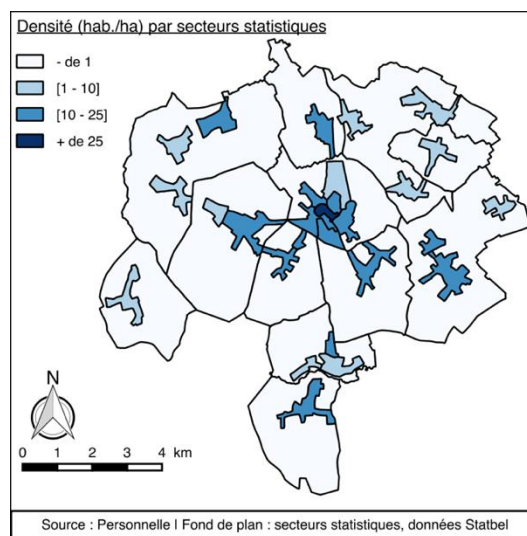 Densité (hab./ha) par secteurs statistiques
- de 1
[1 - 10]
[10 - 25]
+ de 25
N
0 1 2 3 4 km
Source : Personnelle I Fond de plan : secteurs statistiques, données Statbel